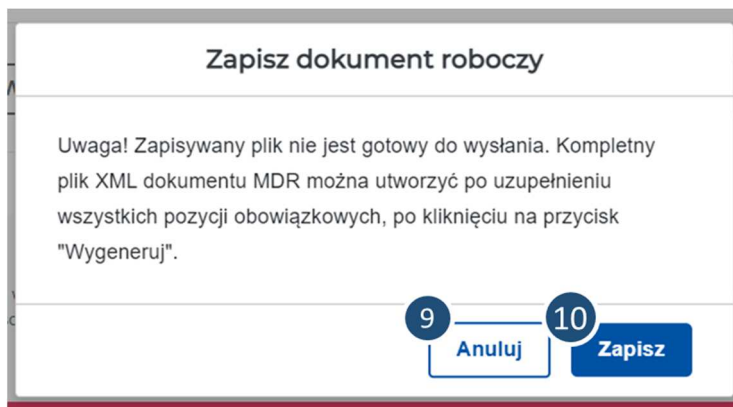 Zapisz dokument roboczy
Uwaga! Zapisywany plik nie jest gotowy do wysłania. Kompletny
plik XML dokumentu MDR można utworzyć po uzupełnieniu
wszystkich pozycji obowiązkowych, po kliknięciu na przycisk
"Wygeneruj".
9 10
Anuluj Zapisz